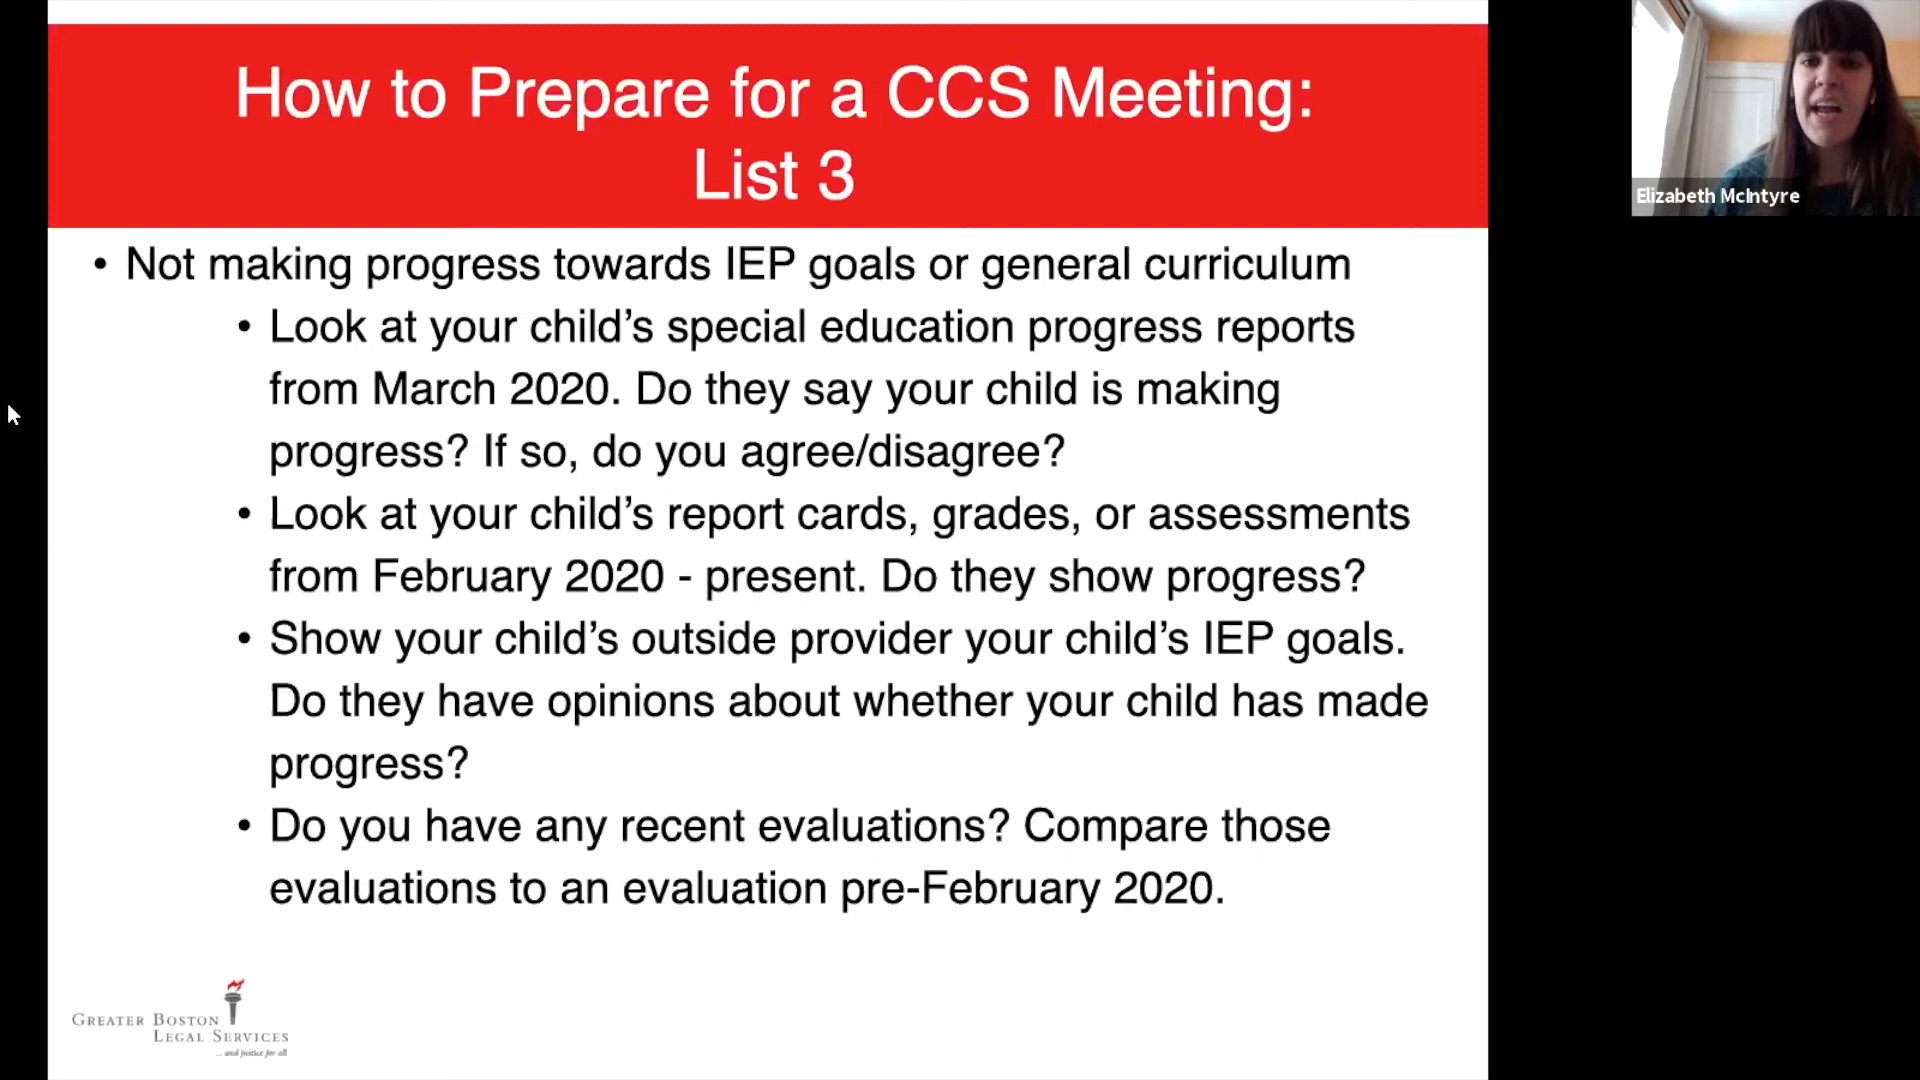 How to Prepare for a CCS Meeting:
List 3
• Not making progress towards IEP goals or general curriculum
• Look at your child’s special education progress reports
from March 2020. Do they say your child is making
progress? If so, do you agree/disagree?
• Look at your child’s report cards, grades, or assessments
from February 2020 - present. Do they show progress?
• Show your child’s outside provider your child’s IEP goals.
Do they have opinions about whether your child has made
progress?
• Do you have any recent evaluations? Compare those
evaluations to an evaluation pre-February 2020.
GREATER BOSTON
LEGAL SERVICES
... and justice for all
Elizabeth McIntyre